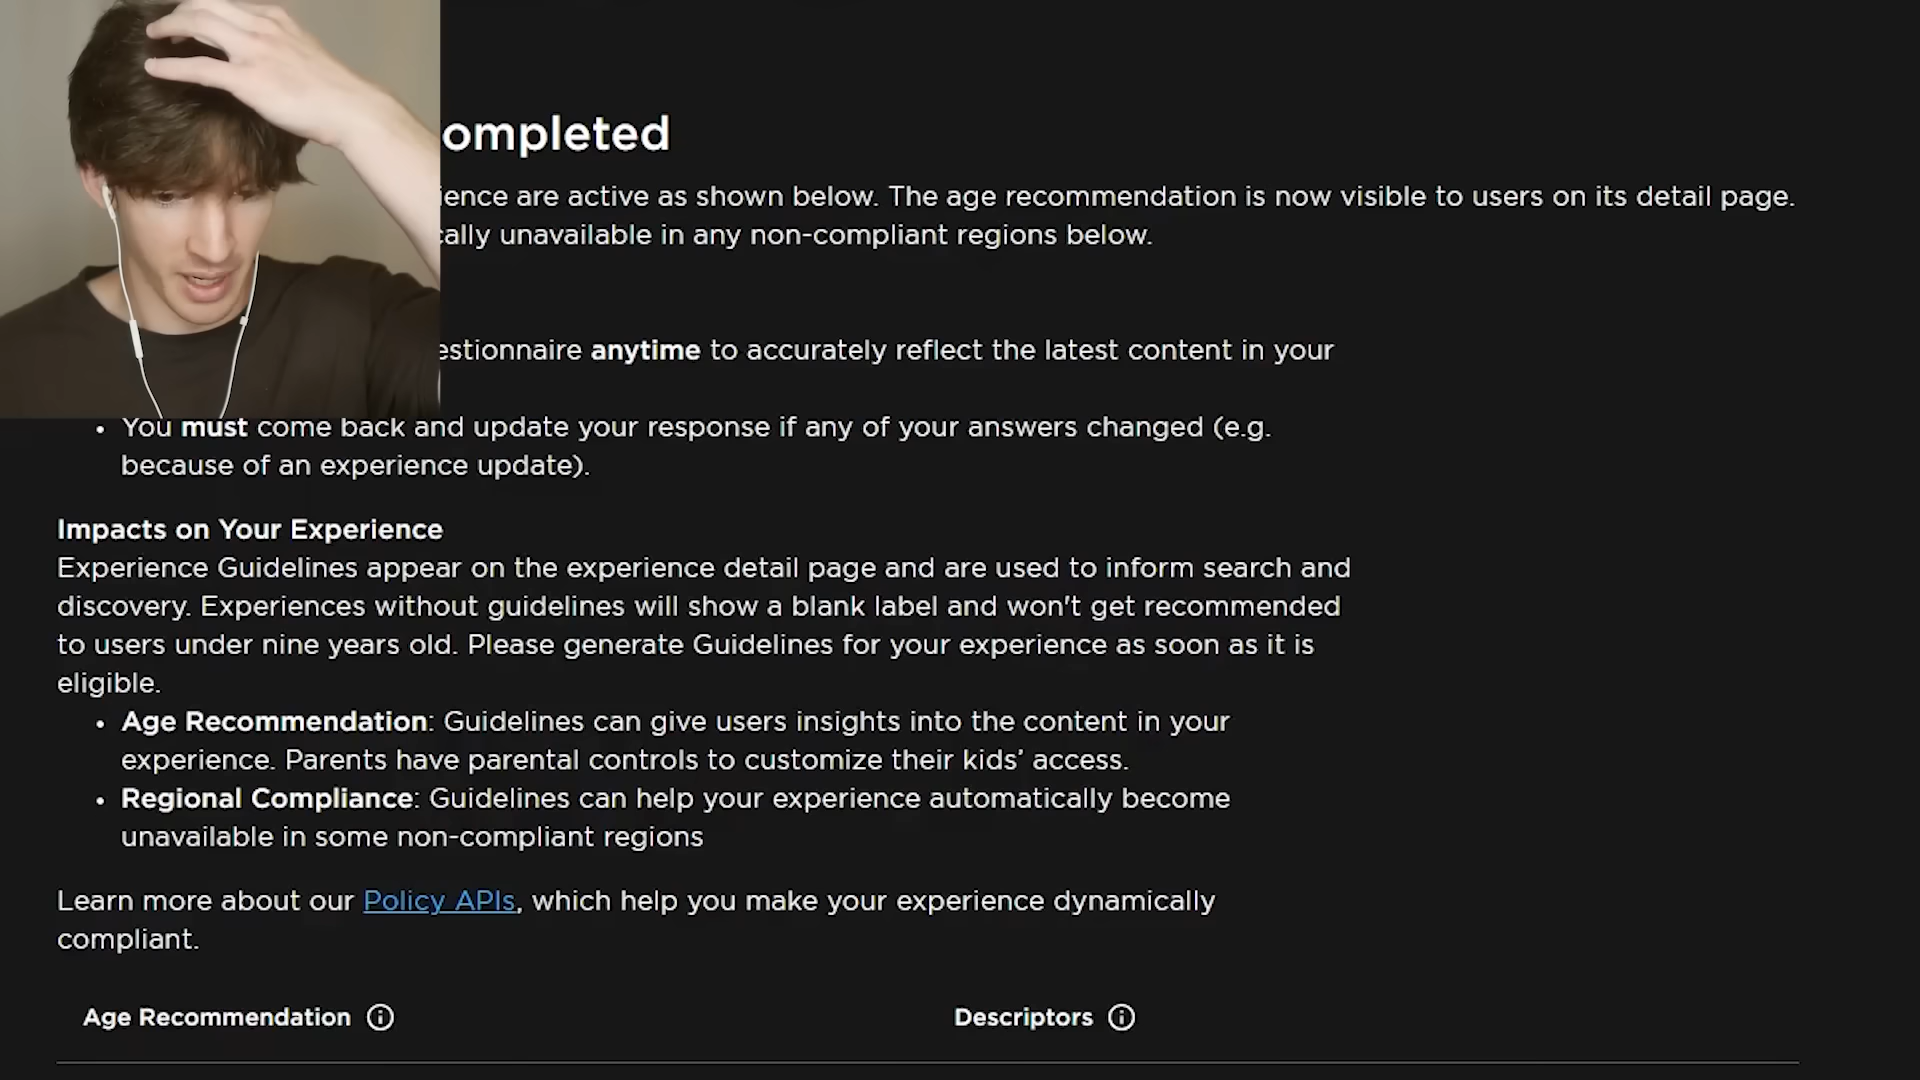 ompleted
ience are active as shown below. The age recommendation is now visible to users on its detail page.
cally unavailable in any non-compliant regions below.
estionnaire anytime to accurately reflect the latest content in your
• You must come back and update your response if any of your answers changed (e.g.
because of an experience update).
Impacts on Your Experience
Experience Guidelines appear on the experience detail page and are used to inform search and
discovery. Experiences without guidelines will show a blank label and won't get recommended
to users under nine years old. Please generate Guidelines for your experience as soon as it is
eligible.
• Age Recommendation: Guidelines can give users insights into the content in your
experience. Parents have parental controls to customize their kids’ access.
• Regional Compliance: Guidelines can help your experience automatically become
unavailable in some non-compliant regions
Learn more about our Policy APIs, which help you make your experience dynamically
compliant.
Age Recommendation
Descriptors